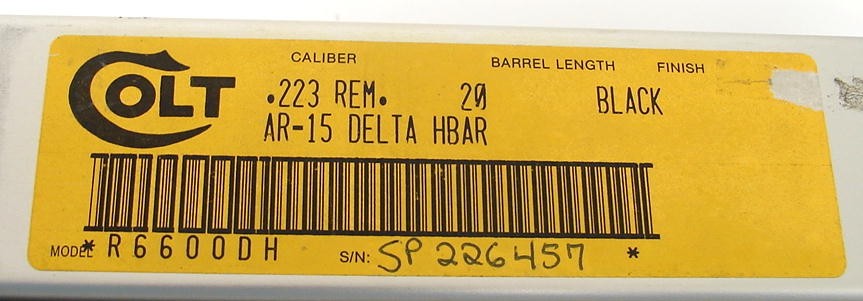 COLT
CALIBER BARREL LENGTH FINISH
.223 REM. 20 BLACK
AR-15 DELTA HBAR
MODEL *R6600DH S/N: SP 226457 *